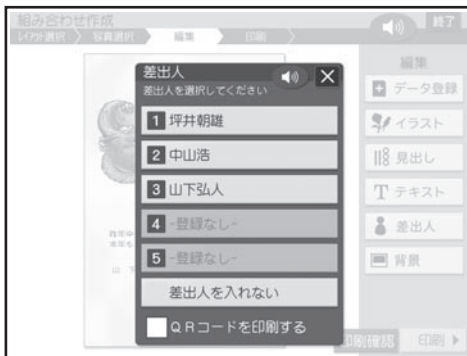 組み合わせ作成
終了
レイアウト選択
写真選択
編集
印刷
編集
データ登録
イラスト
見出し
テキスト
差出人
背景
差出人
差出人を選択してください
1 坪井朝雄
2 中山浩
3 山下弘人
4 -登録なし-
5 -登録なし-
差出人を入れない
QRコードを印刷する
印刷確認
印刷